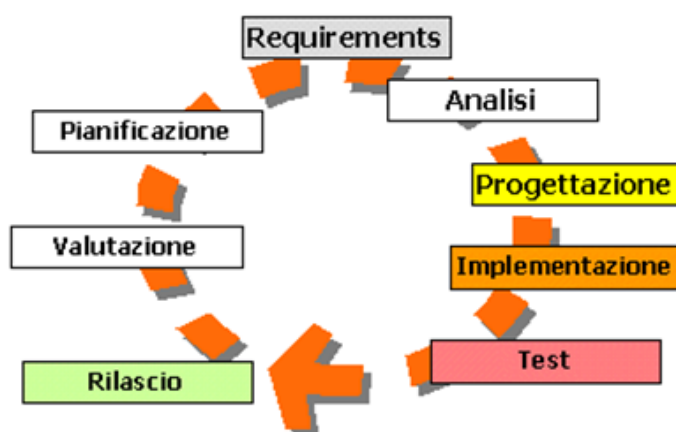 Requirements
Analisi
Progettazione
Implementazione
Test
Rilascio
Valutazione
Pianificazione